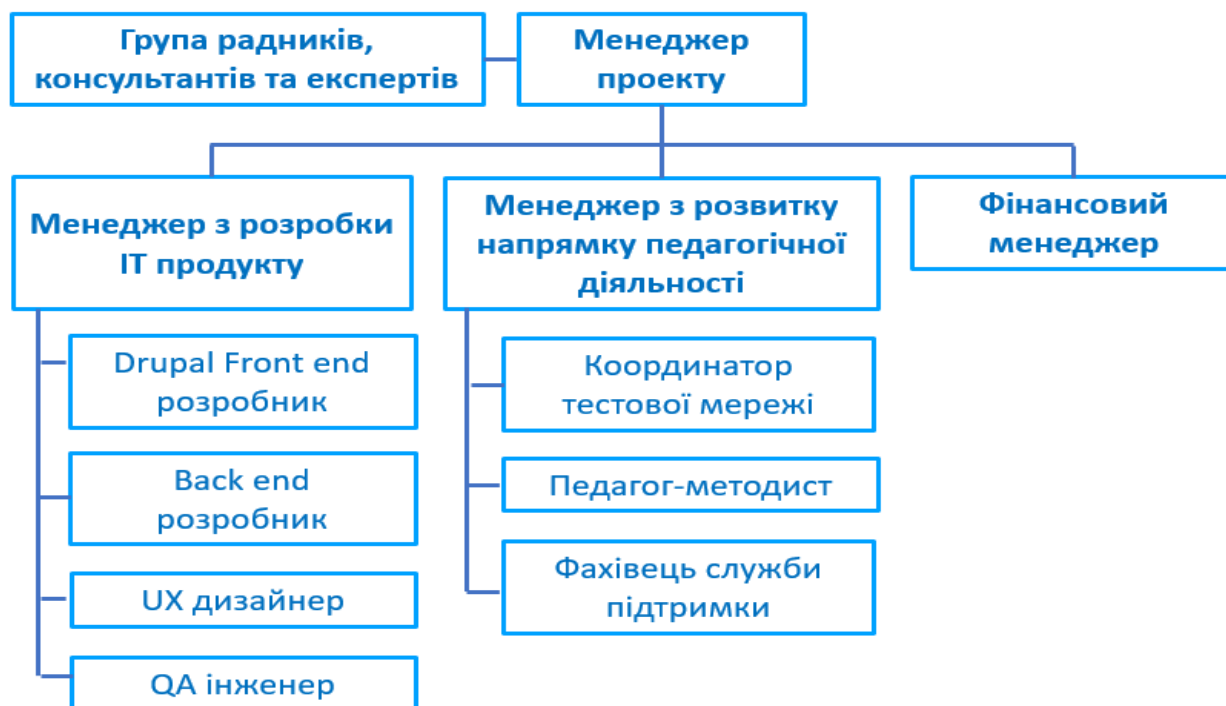 Група радників,
консультантів та експертів
Менеджер
проекту
Менеджер з розробки
ІТ продукту
Менеджер з розвитку
напрямку педагогічної
діяльності
Фінансовий
менеджер
Drupal Front end
розробник
Back end
розробник
UX дизайнер
QA інженер
Координатор
тестової мережі
Педагог-методист
Фахівець служби
підтримки